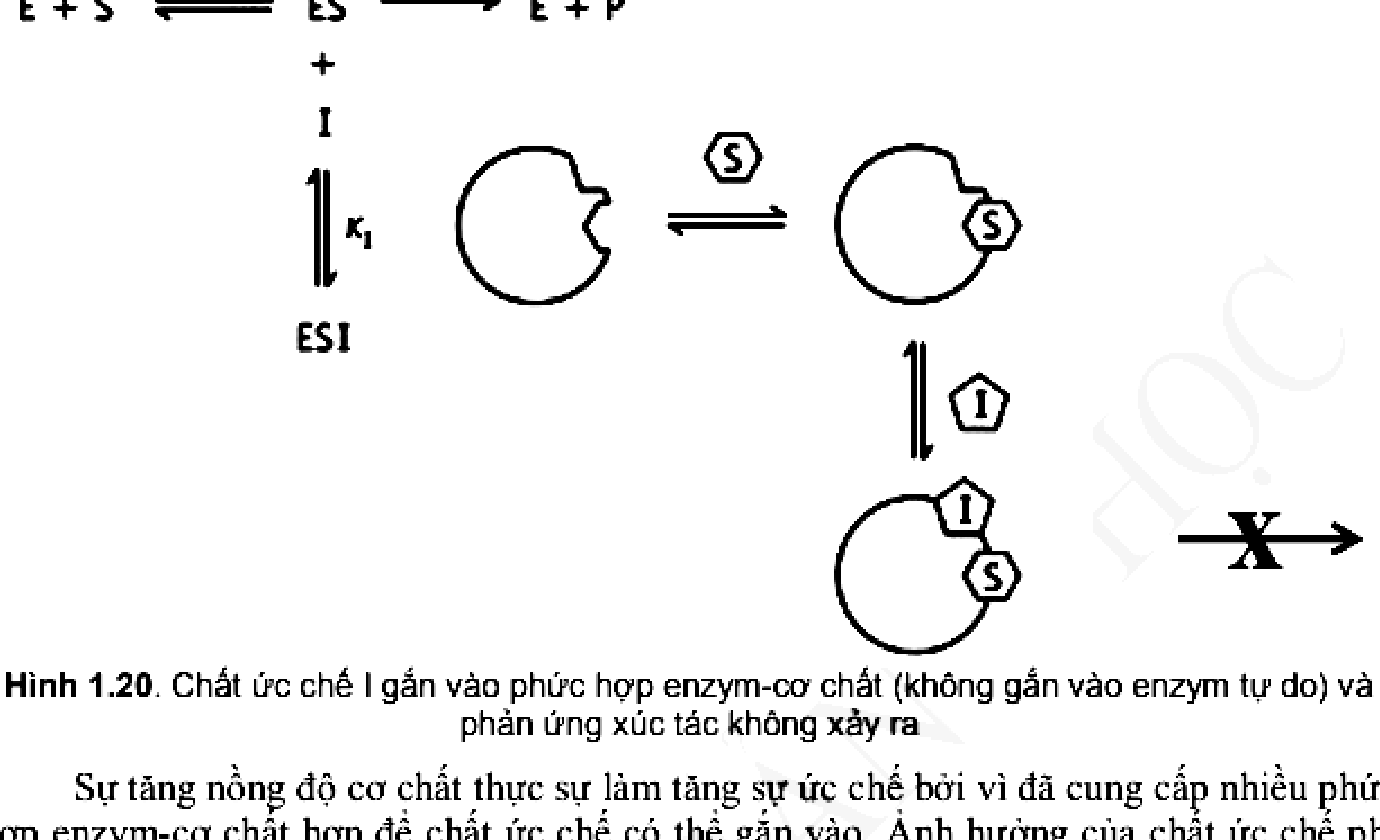 E + S ES E + P
+
I
K_I
S
S
ESI
I
I
S
X
Hình 1.20. Chất ức chế I gắn vào phức hợp enzym-cơ chất (không gắn vào enzym tự do) và
phản ứng xúc tác không xảy ra
Sự tăng nồng độ cơ chất thực sự làm tăng sự ức chế bởi vì đã cung cấp nhiều phứ
enzym-cơ chất hơn để chất ức chế có thể gắn vào. Ảnh hưởng của chất ức chế ph
HỌC